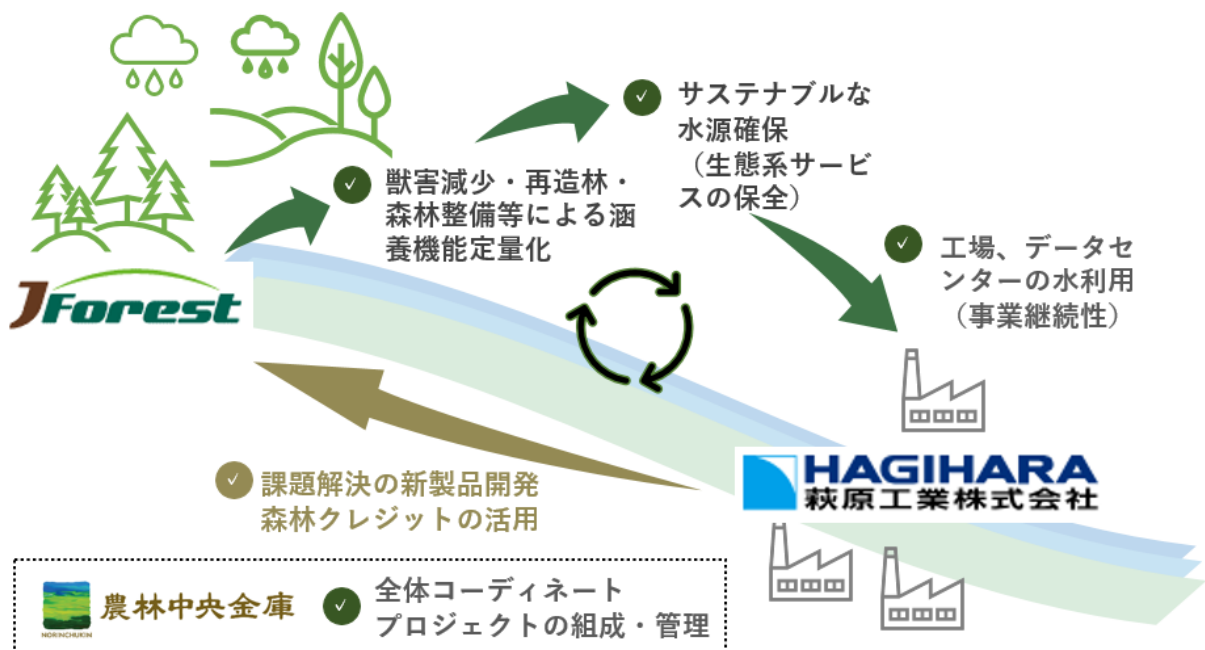 サステナブルな
水源確保
（生態系サービ
スの保全）
獣害減少・再造林・
森林整備等による涵
養機能定量化
工場、データセ
ンターの水利用
（事業継続性）
JForest
課題解決の新製品開発
森林クレジットの活用
HAGIHARA
萩原工業株式会社
農林中央金庫
NORINCHUKIN
全体コーディネート
プロジェクトの組成・管理